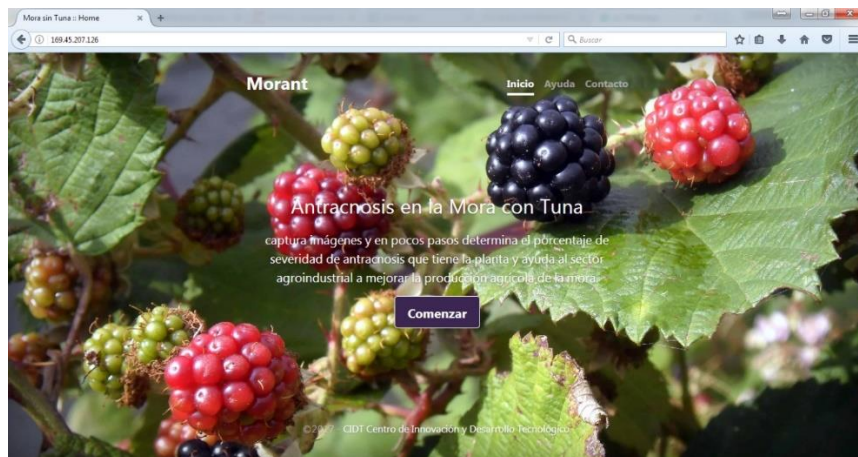 Mora sin Tuna :: Home
169.45.207.126
Buscar
Morant
Inicio Ayuda Contacto
Antracnosis en la Mora con Tuna
captura imágenes y en pocos pasos determina el porcentaje de
severidad de antracnosis que tiene la planta y ayuda al sector
agroindustrial a mejorar la producción agrícola de la mora.
Comenzar
CIDT Centro de Innovación y Desarrollo Tecnológico